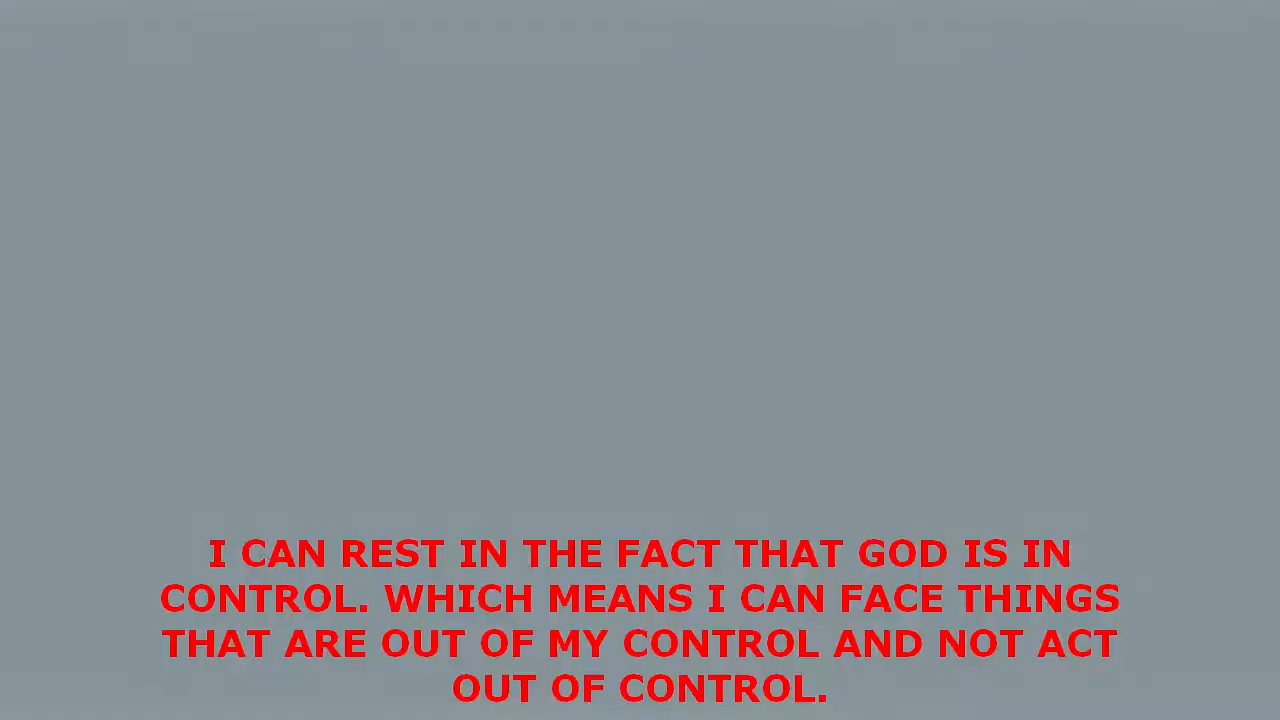 I CAN REST IN THE FACT THAT GOD IS IN
CONTROL. WHICH MEANS I CAN FACE THINGS
THAT ARE OUT OF MY CONTROL AND NOT ACT
OUT OF CONTROL.